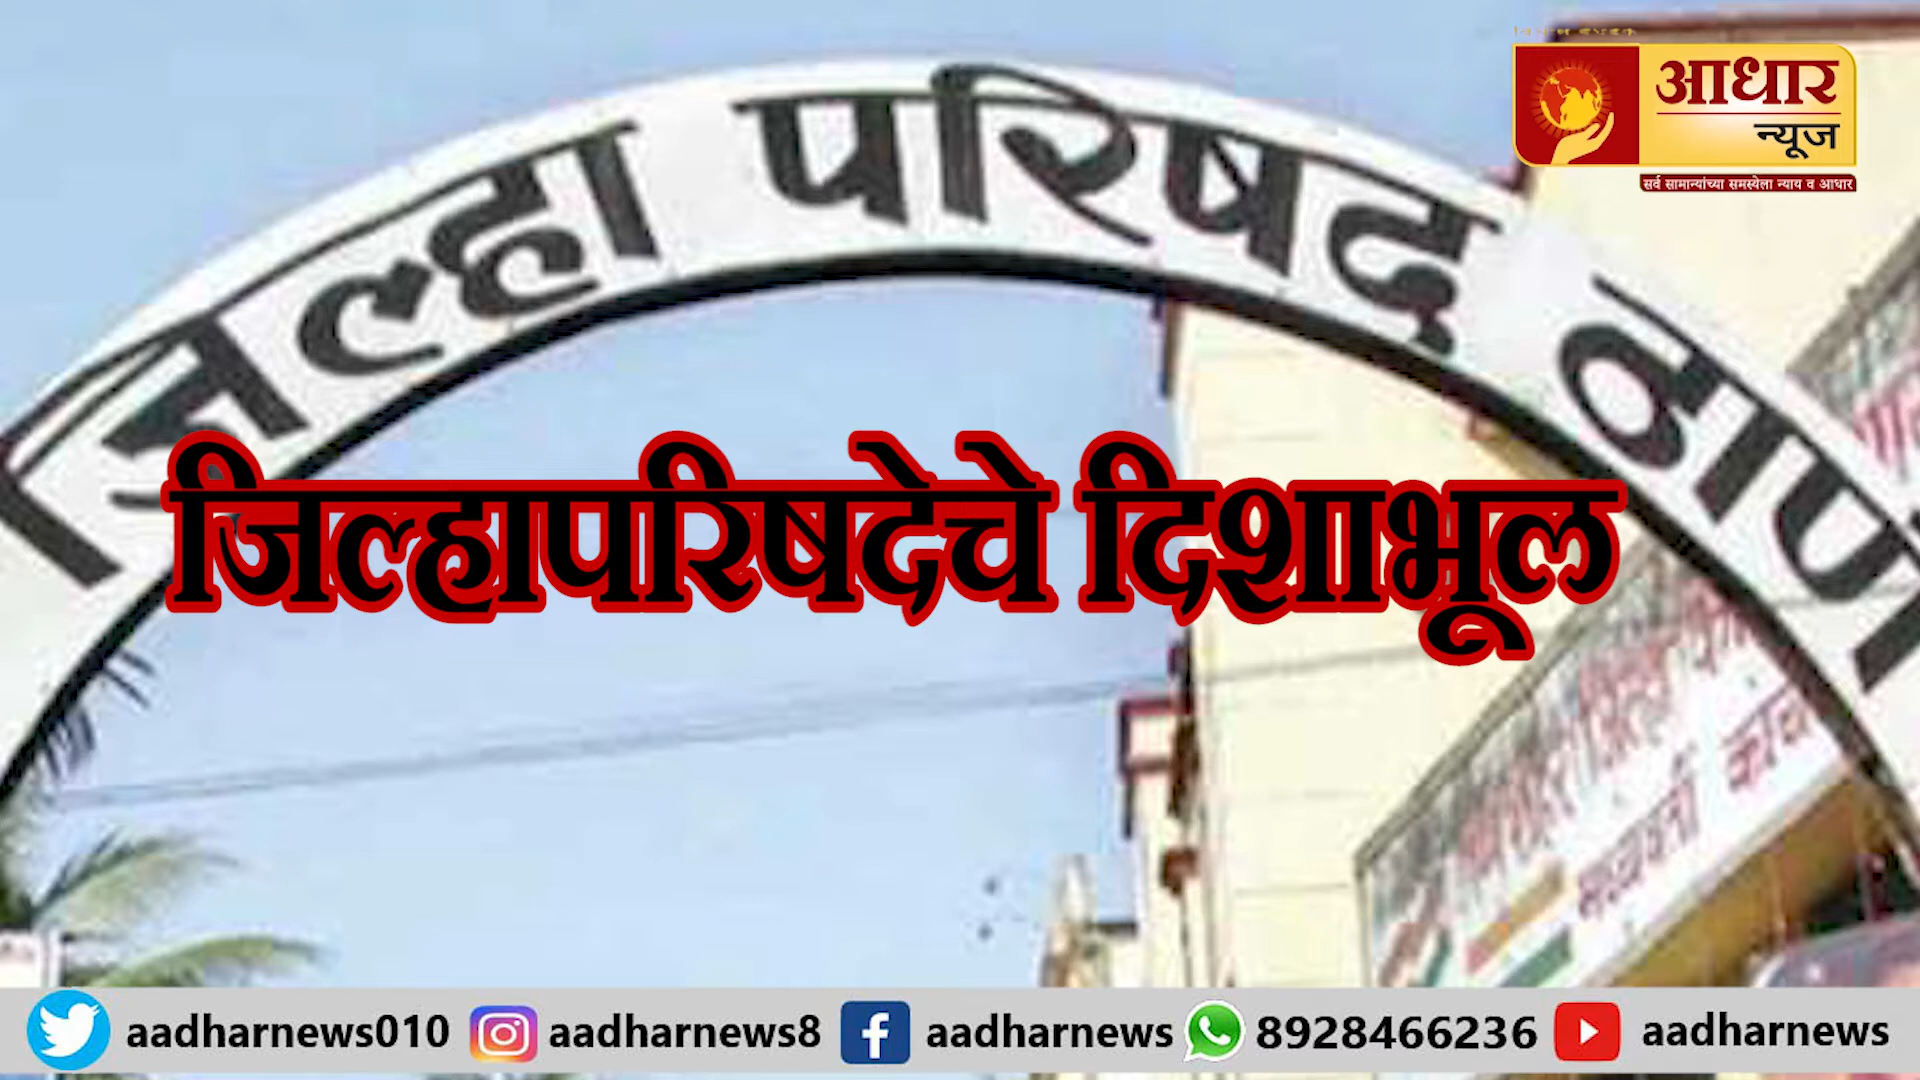 आधार
न्यूज
सर्व सामान्यांच्या समस्येला न्याय व आधार
जिल्हा परिषद ठाणे
जिल्हापरिषदेचे दिशाभूल
aadharnews010 aadharnews8 aadharnews 8928466236 aadharnews